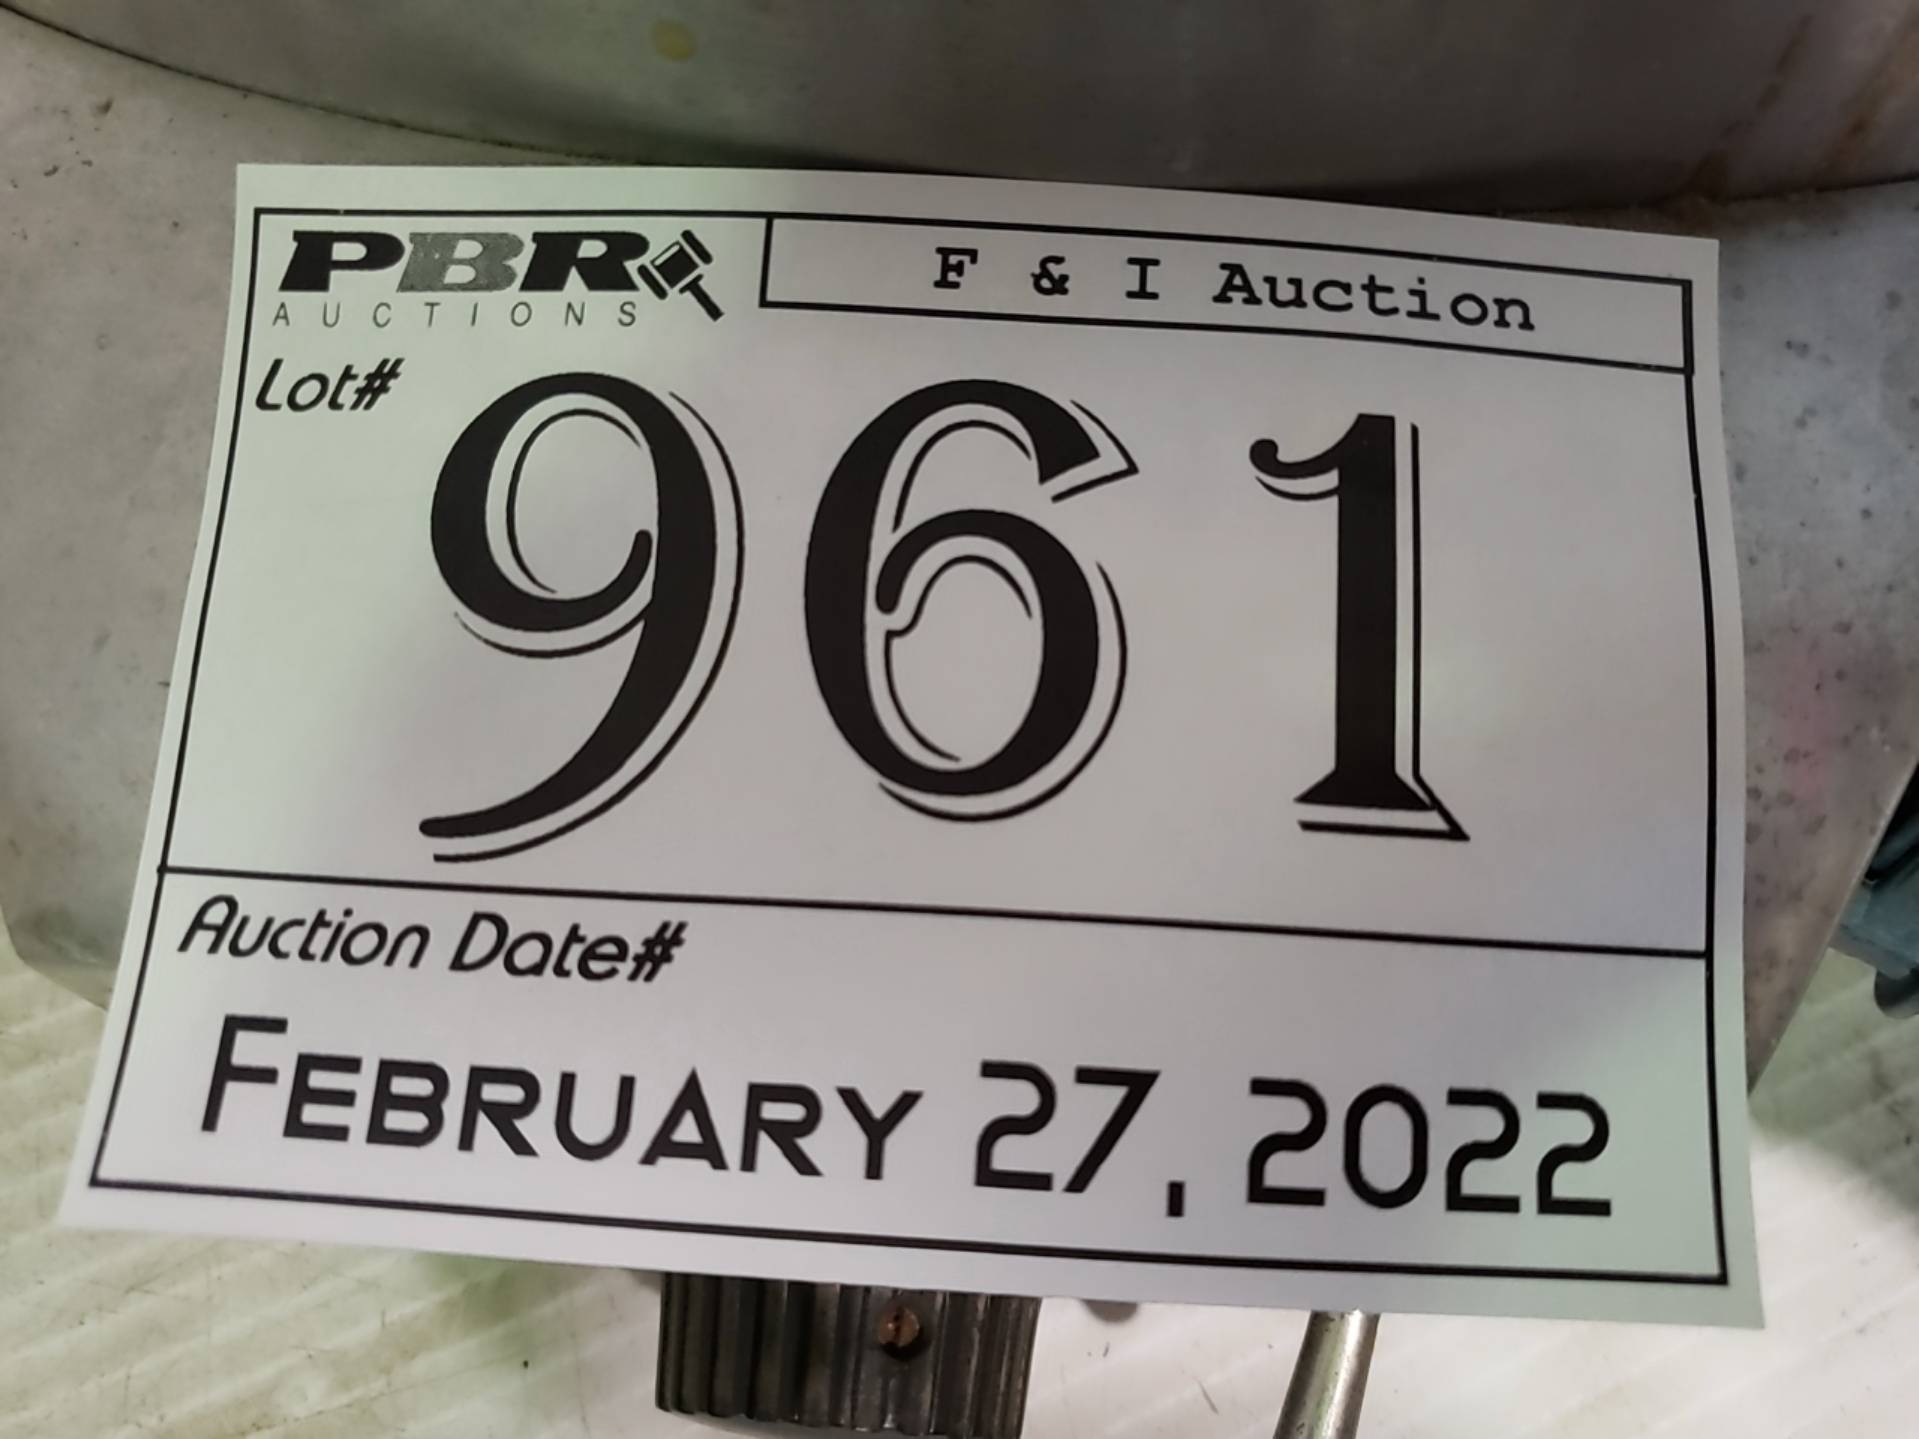 PBR
AUCTIONS
F & I Auction
Lot#
961
Auction Date#
FEBRUARY 27, 2022